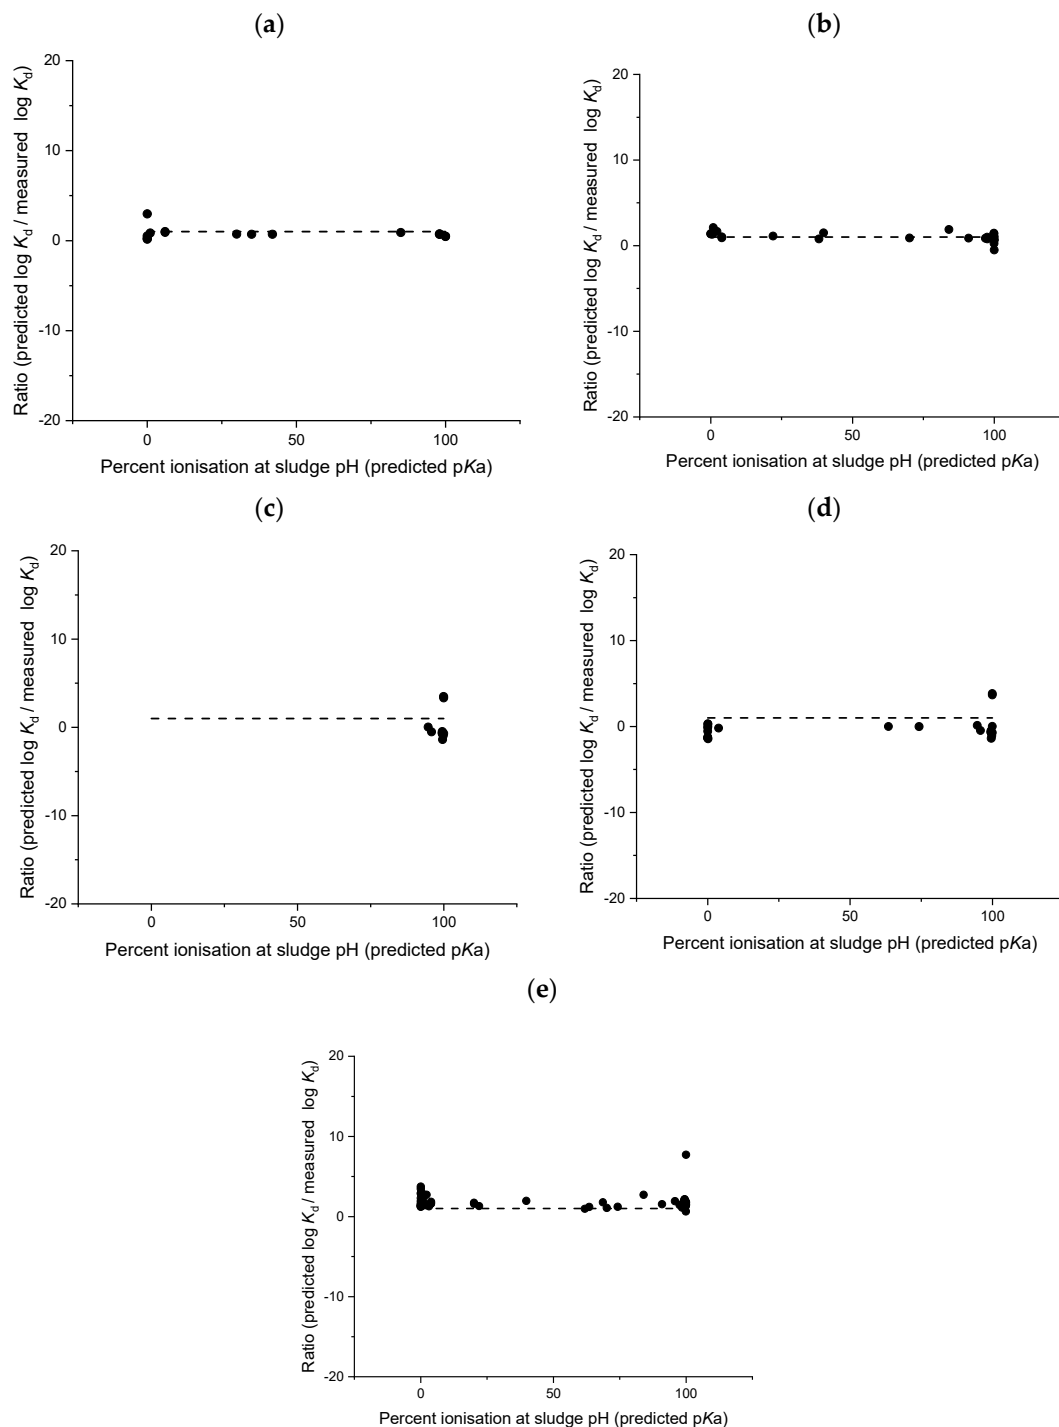 (a)
20
10
0
-10
-20
0
50
100
Ratio (predicted log Kd / measured log Kd)
Percent ionisation at sludge pH (predicted pKa)
(b)
20
10
0
-10
-20
0
50
100
Ratio (predicted log Kd / measured log Kd)
Percent ionisation at sludge pH (predicted pKa)
(c)
20
10
0
-10
-20
0
100
Ratio (predicted log Kd / measured log Kd)
Percent ionisation at sludge pH (predicted pKa)
(d)
20
10
0
-10
-20
0
50
100
Ratio (predicted log Kd / measured log Kd)
Percent ionisation at sludge pH (predicted pKa)
(e)
20
10
0
-10
-20
0
50
100
Ratio (predicted log Kd / measured log Kd)
Percent ionisation at sludge pH (predicted pKa)